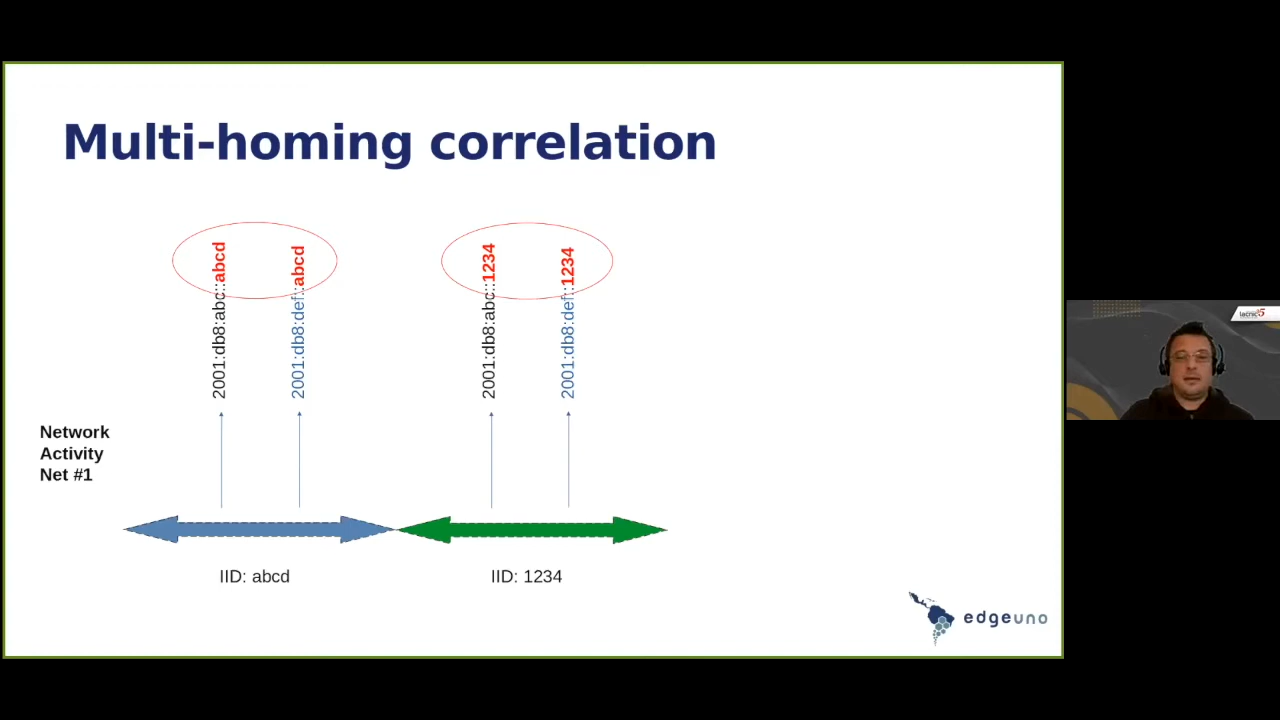 Multi-homing correlation
2001:db8:abc::abcd
2001:db8:def::abcd
2001:db8:abc::1234
2001:db8:def::1234
Network
Activity
Net #1
IID: abcd
IID: 1234
edgeuno
lacnic